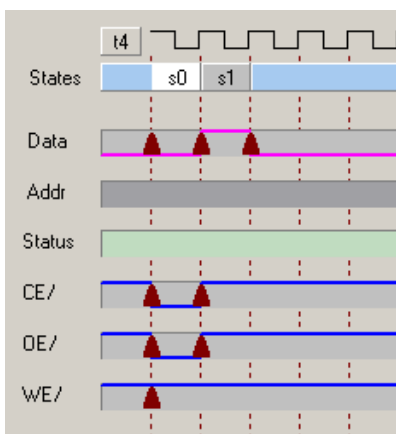 t4
States s0 s1
Data
Addr
Status
CE/
OE/
WE/